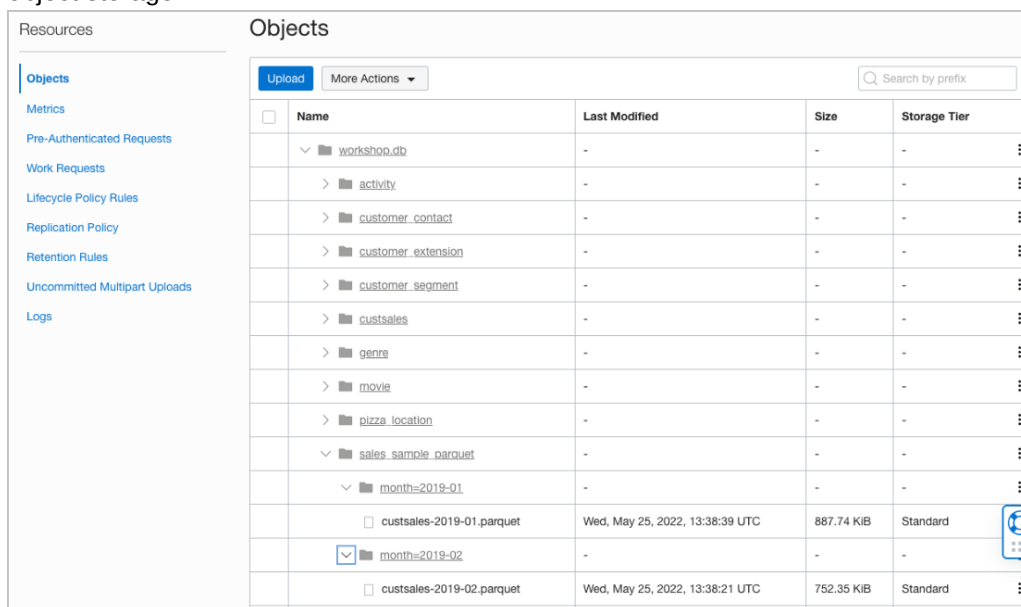 Resources
Objects
Objects
Metrics
Pre-Authenticated Requests
Work Requests
Lifecycle Policy Rules
Replication Policy
Retention Rules
Uncommitted Multipart Uploads
Logs
Upload More Actions Search by prefix
Name Last Modified Size Storage Tier
workshop.db - - -
activity - - -
customer_contact - - -
customer_extension - - -
customer_segment - - -
custsales - - -
genre - - -
movie - - -
pizza_location - - -
sales_sample_parquet - - -
month=2019-01 - - -
custsales-2019-01.parquet Wed, May 25, 2022, 13:38:39 UTC 887.74 KiB Standard
month=2019-02 - - -
custsales-2019-02.parquet Wed, May 25, 2022, 13:38:21 UTC 752.35 KiB Standard